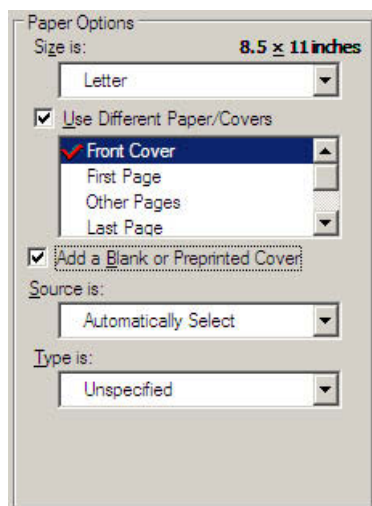 Paper Options
Size is: 8.5 x 11 inches
Letter
Use Different Paper/Covers
Front Cover
First Page
Other Pages
Last Page
Add a Blank or Preprinted Cover
Source is:
Automatically Select
Type is:
Unspecified